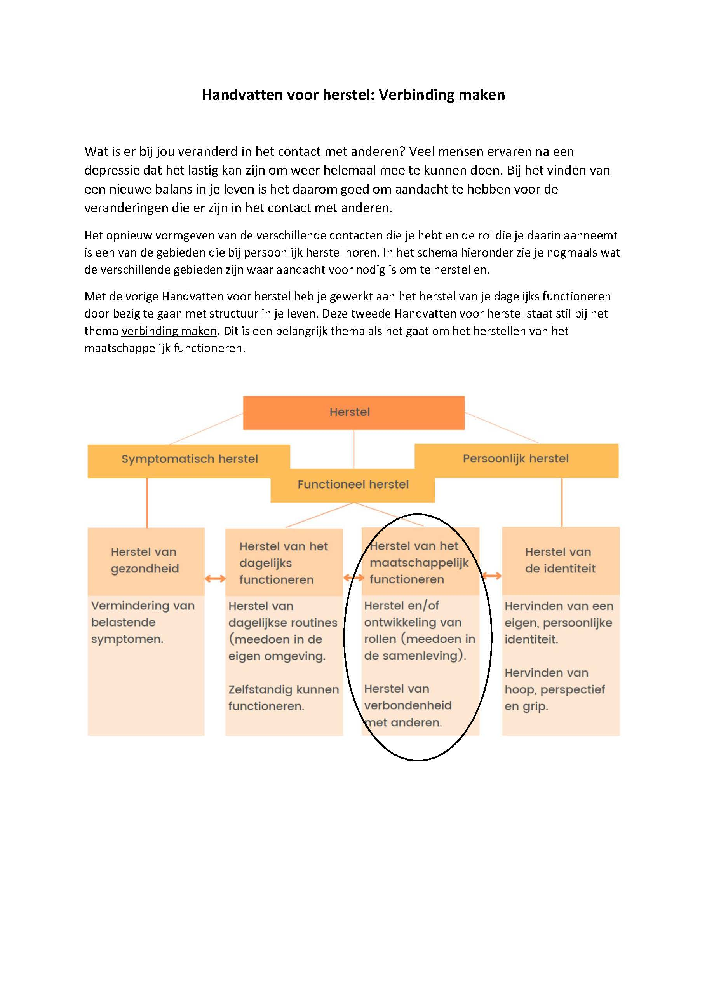 Handvatten voor herstel: Verbinding maken
Wat is er bij jou veranderd in het contact met anderen? Veel mensen ervaren na een
depressie dat het lastig kan zijn om weer helemaal mee te kunnen doen. Bij het vinden van
een nieuwe balans in je leven is het daarom goed om aandacht te hebben voor de
veranderingen die er zijn in het contact met anderen.
Het opnieuw vormgeven van de verschillende contacten die je hebt en de rol die je daarin aanneemt
is een van de gebieden die bij persoonlijk herstel horen. In het schema hieronder zie je nogmaals wat
de verschillende gebieden zijn waar aandacht voor nodig is om te herstellen.
Met de vorige Handvatten voor herstel heb je gewerkt aan het herstel van je dagelijks functioneren
door bezig te gaan met structuur in je leven. Deze tweede Handvatten voor herstel staat stil bij het
thema verbinding maken. Dit is een belangrijk thema als het gaat om het herstellen van het
maatschappelijk functioneren.
Herstel
Symptomatisch herstel
Functioneel herstel
Persoonlijk herstel
Herstel van
gezondheid
Vermindering van
belastende
symptomen.
Herstel van het
dagelijks
functioneren
Herstel van
dagelijkse routines
(meedoen in de
eigen omgeving.
Zelfstandig kunnen
functioneren.
Herstel van het
maatschappelijk
functioneren
Herstel en/of
ontwikkeling van
rollen (meedoen in
de samenleving).
Herstel van
verbondenheid
met anderen.
Herstel van
de identiteit
Hervinden van een
eigen, persoonlijke
identiteit.
Hervinden van
hoop, perspectief
en grip.